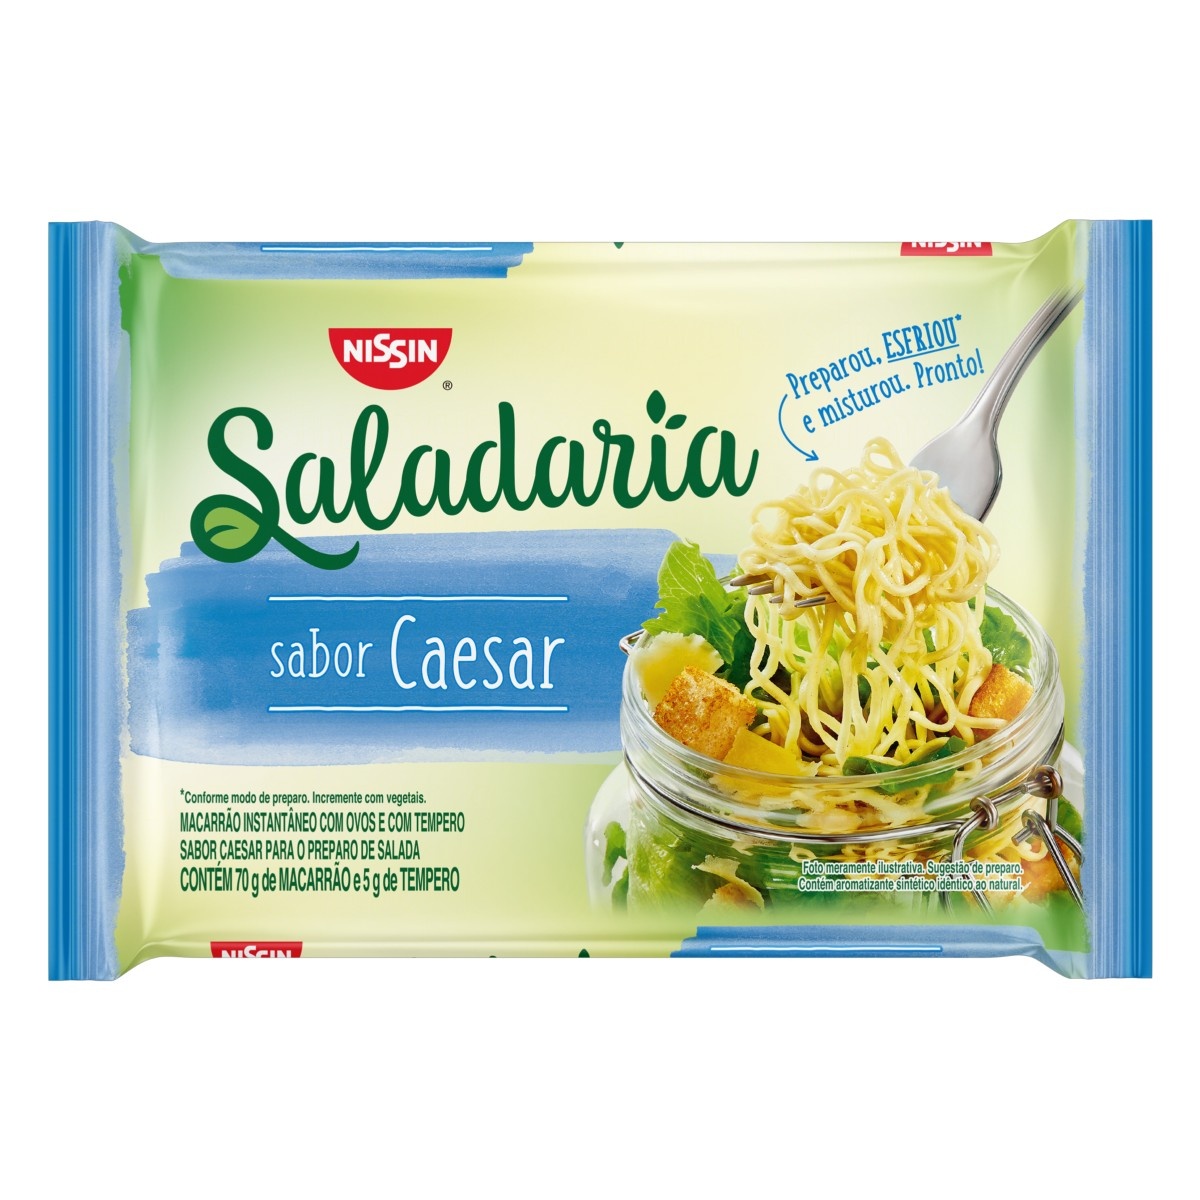 NISSIN
NISSIN
®
Saladaria
Preparou, ESFRIOU*
e misturou. Pronto!
sabor Caesar
*Conforme modo de preparo. Incremente com vegetais.
MACARRÃO INSTANTÂNEO COM OVOS E COM TEMPERO
SABOR CAESAR PARA O PREPARO DE SALADA
CONTÉM 70 g de MACARRÃO e 5 g de TEMPERO
Foto meramente ilustrativa. Sugestão de preparo.
Contém aromatizante sintético idêntico ao natural.
NISSIN